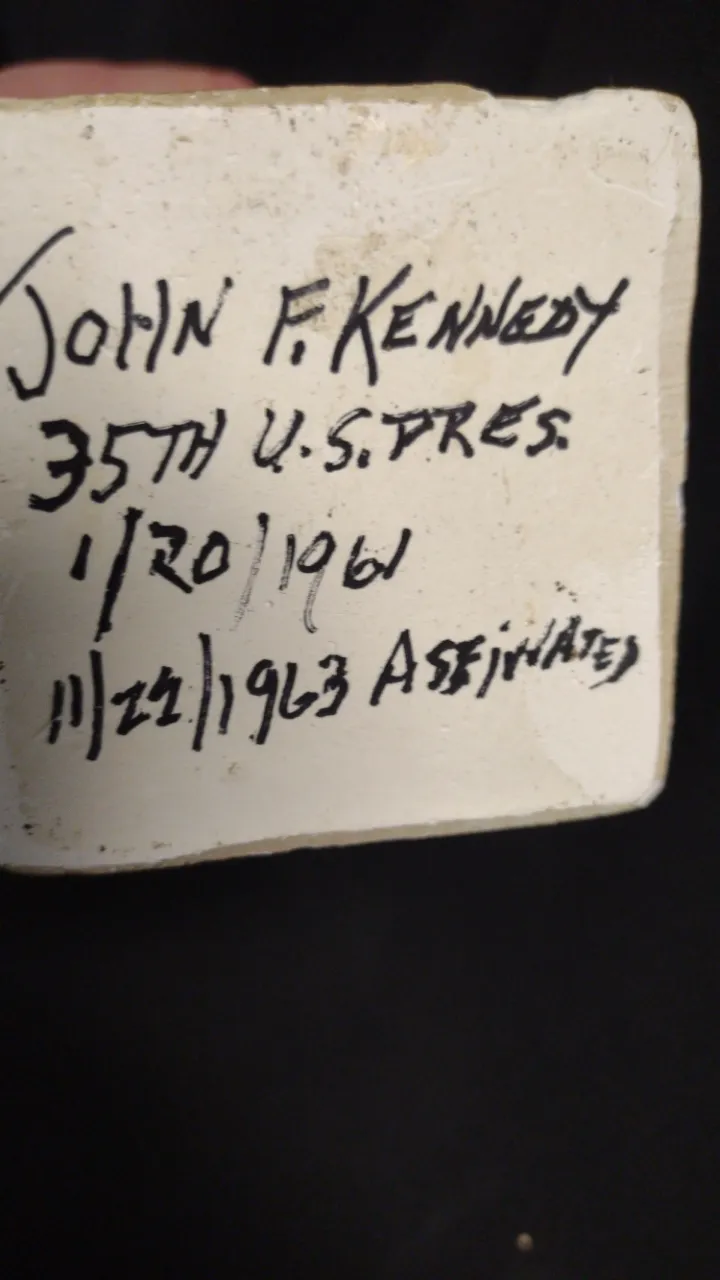 JOHN F. KENNEDY
35TH U.S. PRES.
1/20/1961
11/22/1963 ASSINATED